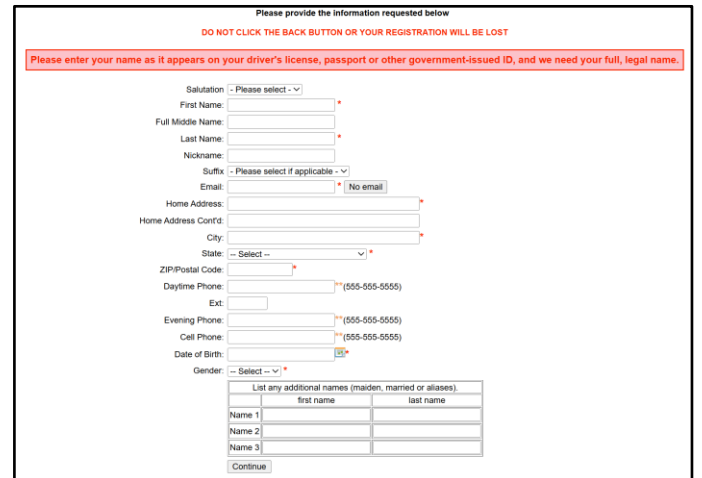 Please provide the information requested below
DO NOT CLICK THE BACK BUTTON OR YOUR REGISTRATION WILL BE LOST
Please enter your name as it appears on your driver's license, passport or other government-issued ID, and we need your full, legal name.
Salutation - Please select -
First Name: *
Full Middle Name:
Last Name: *
Nickname:
Suffix - Please select if applicable -
Email: * No email
Home Address: *
Home Address Cont'd:
City: *
State: -- Select -- *
ZIP/Postal Code: *
Daytime Phone: **(555-555-5555)
Ext:
Evening Phone: **(555-555-5555)
Cell Phone: **(555-555-5555)
Date of Birth: *
Gender: -- Select -- *
List any additional names (maiden, married or aliases).
first name last name
Name 1
Name 2
Name 3
Continue